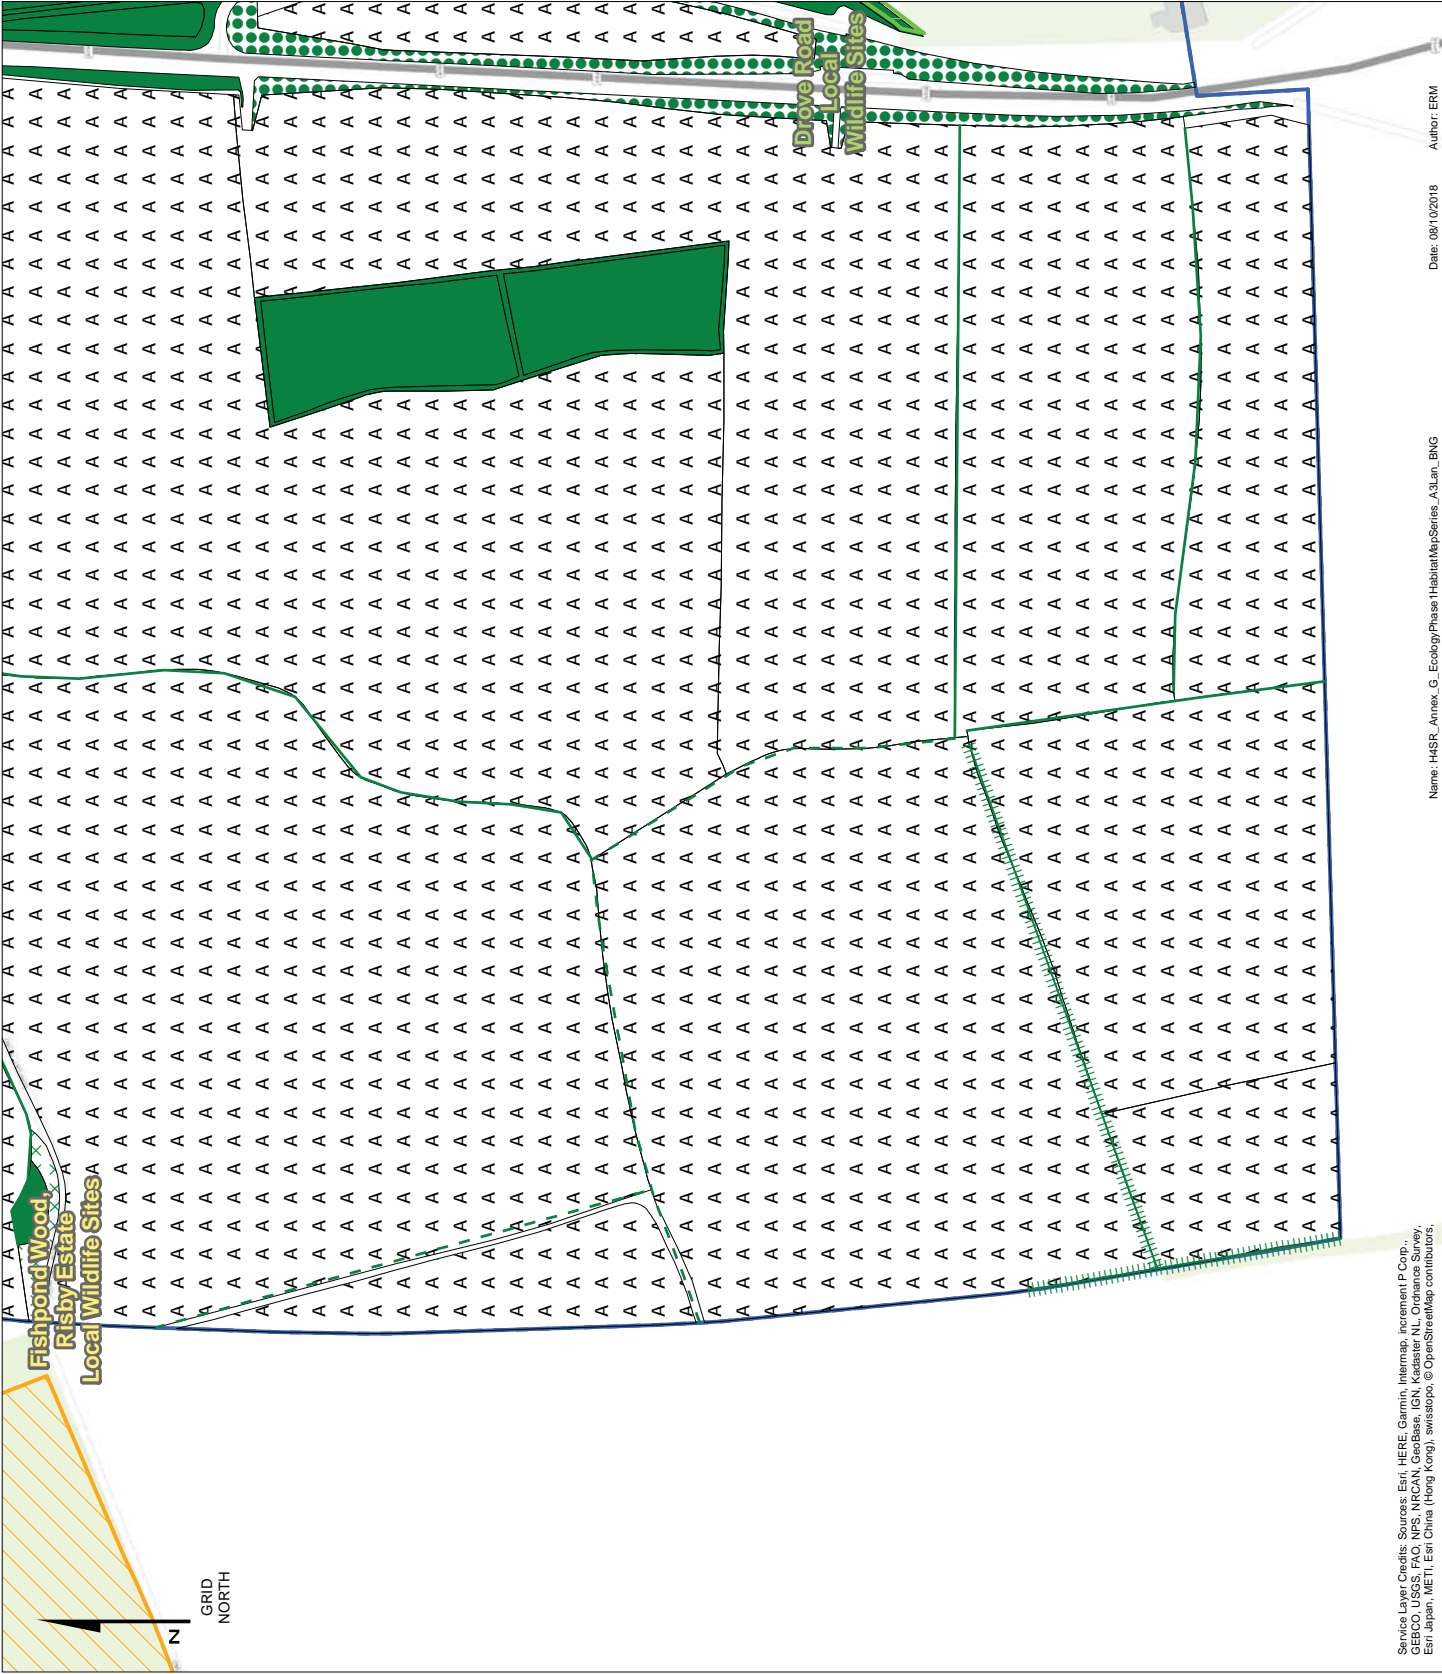 Fishpond Wood,
Risby Estate
Local Wildlife Sites
Drove Road
Local
Wildlife Sites
N
GRID
NORTH
Service Layer Credits: Sources: Esri, HERE, Garmin, Intermap, increment P Corp.,
GEBCO, USGS, FAO, NPS, NRCAN, GeoBase, IGN, Kadaster NL, Ordnance Survey,
Esri Japan, METI, Esri China (Hong Kong), swisstopo, © OpenStreetMap contributors,
Name: H4SR_Annex_G_EcologyPhase1HabitatMapSeries_A3Lan_BNG
Date: 08/10/2018
Author: ERM